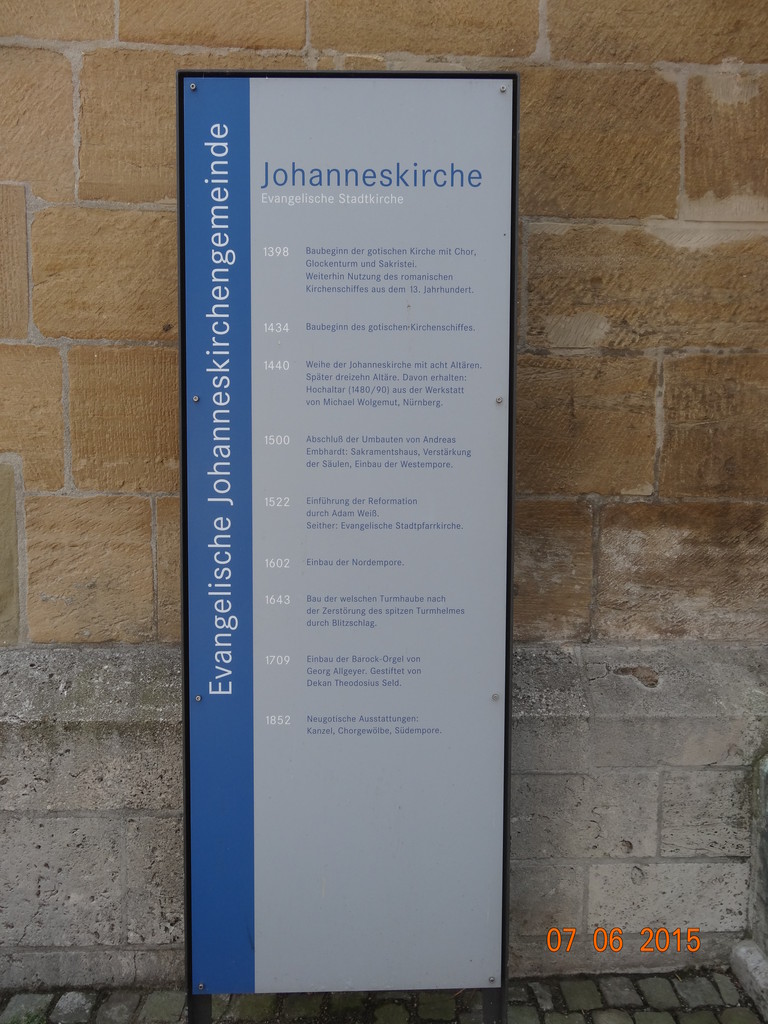 Evangelische Johanneskirchengemeinde
Johanneskirche
Evangelische Stadtkirche
1398 Baubeginn der gotischen Kirche mit Chor,
Glockenturm und Sakristei.
Weiterhin Nutzung des romanischen
Kirchenschiffes aus dem 13. Jahrhundert.
1434 Baubeginn des gotischen Kirchenschiffes.
1440 Weihe der Johanneskirche mit acht Altären.
Später dreizehn Altäre. Davon erhalten:
Hochaltar (1480/90) aus der Werkstatt
von Michael Wolgemut, Nürnberg.
1500 Abschluß der Umbauten von Andreas
Embhardt: Sakramentshaus, Verstärkung
der Säulen, Einbau der Westempore.
1522 Einführung der Reformation
durch Adam Weiß.
Seither: Evangelische Stadtpfarrkirche.
1602 Einbau der Nordempore.
1643 Bau der welschen Turmhaube nach
der Zerstörung des spitzen Turmhelmes
durch Blitzschlag.
1709 Einbau der Barock-Orgel von
Georg Allgeyer. Gestiftet von
Dekan Theodosius Seld.
1852 Neugotische Ausstattungen:
Kanzel, Chorgewölbe, Südempore.
07 06 2015